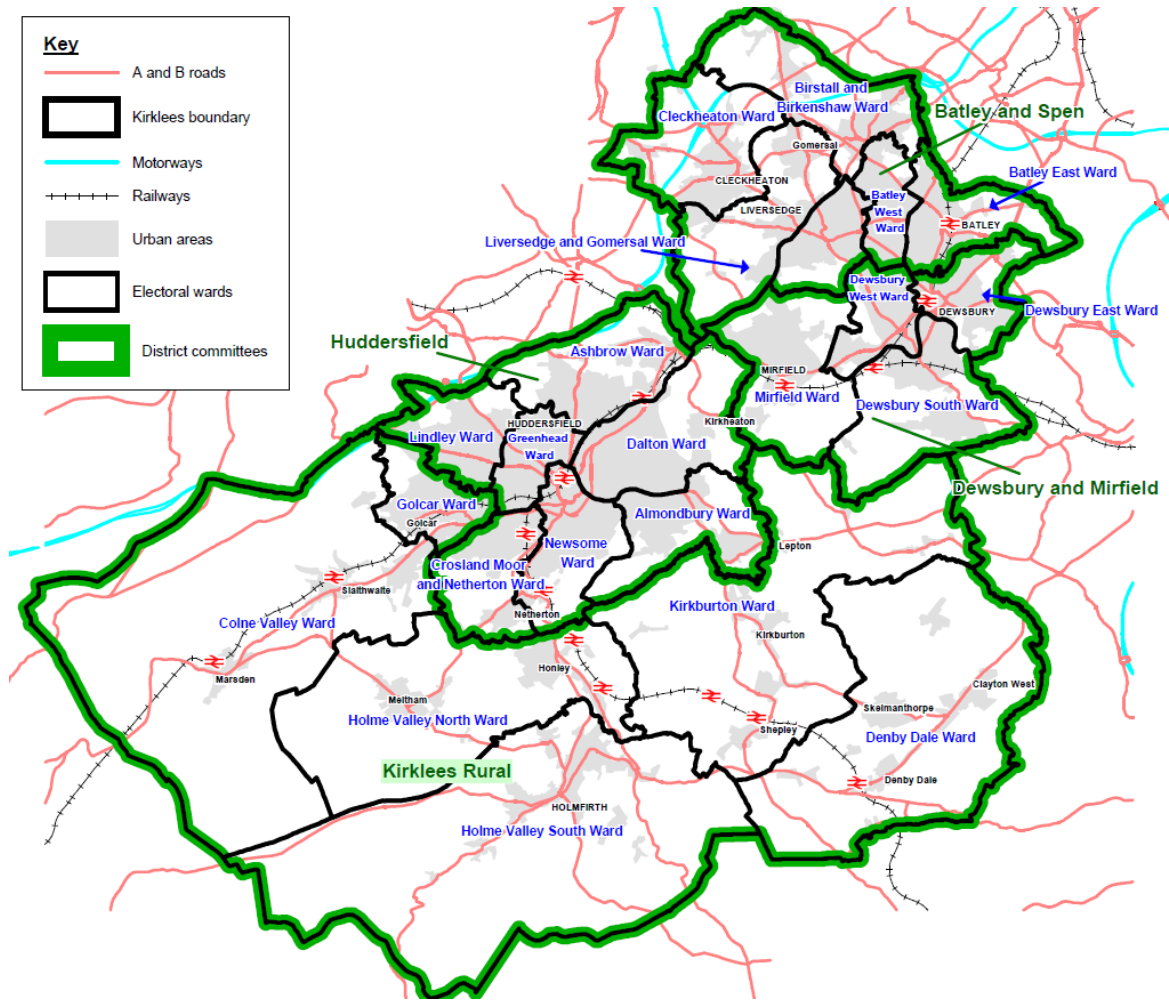 Key
A and B roads
Kirklees boundary
Motorways
Railways
Urban areas
Electoral wards
District committees
Birstall and
Birkenshaw Ward
Cleckheaton Ward
Batley and Spen
Gomersal
Batley East Ward
CLECKHEATON
LIVERSEDGE
Batley
West
Ward
BATLEY
Liversedge and Gomersal Ward
Dewsbury
West Ward
DEWSBURY
Dewsbury East Ward
Huddersfield
Ashbrow Ward
MIRFIELD
Mirfield Ward
Dewsbury South Ward
Kirkheaton
HUDDERSFIELD
Lindley Ward
Greenhead
Ward
Dalton Ward
Dewsbury and Mirfield
Golcar Ward
Golcar
Almondbury Ward
Newsome
Ward
Lepton
Crosland Moor
and Netherton Ward
Slaithwaite
Netherton
Kirkburton Ward
Kirkburton
Colne Valley Ward
Marsden
Honley
Clayton West
Meltham
Holme Valley North Ward
Skelmanthorpe
Shepley
Denby Dale Ward
Kirklees Rural
Denby Dale
HOLMFIRTH
Holme Valley South Ward